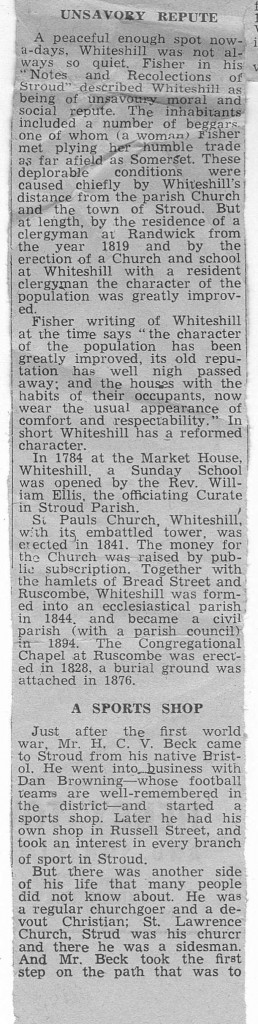 UNSAVORY REPUTE
A peaceful enough spot now-
a-days, Whiteshill was not al-
ways so quiet. Fisher in his
"Notes and Recolections of
Stroud" described Whiteshill as
being of unsavoury moral and
social repute. The inhabitants
included a number of beggars,
one of whom (a woman) Fisher
met plying her humble trade
as far afield as Somerset. These
deplorable conditions were
caused chiefly by Whiteshill's
distance from the parish Church
and the town of Stroud. But
at length, by the residence of a
clergyman at Randwick from
the year 1819 and by the
erection of a Church and school
at Whiteshill with a resident
clergyman the character of the
population was greatly improv-
ed.
Fisher writing of Whiteshill
at the time says "the character
of the population has been
greatly improved, its old repu-
tation has well nigh passed
away; and the houses with the
habits of their occupants, now
now wear the usual appearance of
comfort and respectability." In
short Whiteshill has a reformed
character.
In 1784 at the Market House,
Whiteshill, a Sunday School
was opened by the Rev. Will-
iam Ellis, the officiating Curate
in Stroud Parish.
St Pauls Church, Whiteshill,
with its embattled tower, was
erected in 1841. The money for
the Church was raised by pub-
lic subscription. Together with
the hamlets of Bread Street and
Ruscombe, Whiteshill was form-
ed into an ecclesiastical parish
in 1844, and became a civil
parish (with a parish council)
in 1894. The Congregational
Chapel at Ruscombe was erect-
ed in 1828, a burial ground was
attached in 1876.
A SPORTS SHOP
Just after the first world
war, Mr. H. C. V. Beck came
to Stroud from his native Brist-
ol. He went into business with
Dan Browning—whose football
teams are well-remembered in
the district—and started a
sports shop. Later he had his
own shop in Russell Street, and
took an interest in every branch
of sport in Stroud.
But there was another side
of his life that many people
did not know about. He was
a regular churchgoer and a de-
vout Christian; St. Lawrence
Church, Strud was his church
and there he was a sidesman.
And Mr. Beck took the first
step on the path that was to